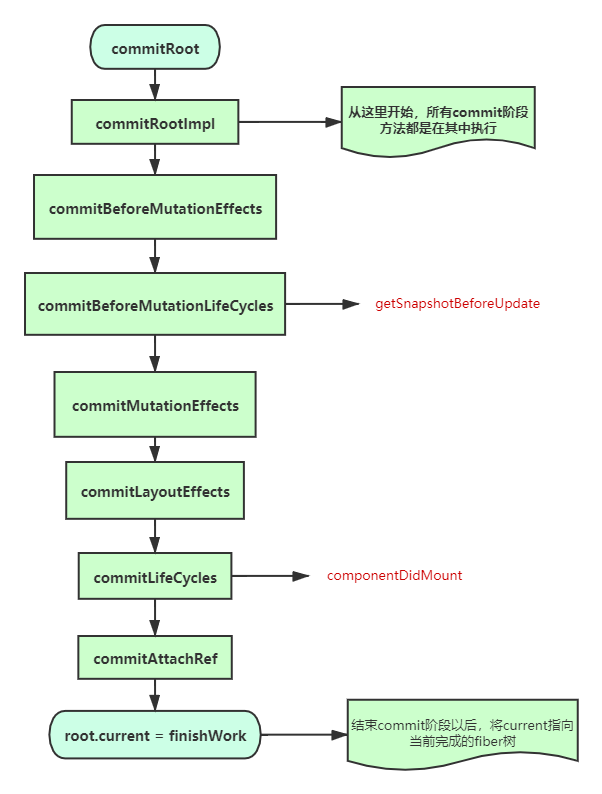 commitRoot
commitRootImpl
从这里开始，所有commit阶段
方法都是在其中执行
commitBeforeMutationEffects
commitBeforeMutationLifeCycles
getSnapshotBeforeUpdate
commitMutationEffects
commitLayoutEffects
commitLifeCycles
componentDidMount
commitAttachRef
root.current = finishWork
结束commit阶段以后，将current指向
当前完成的fiber树